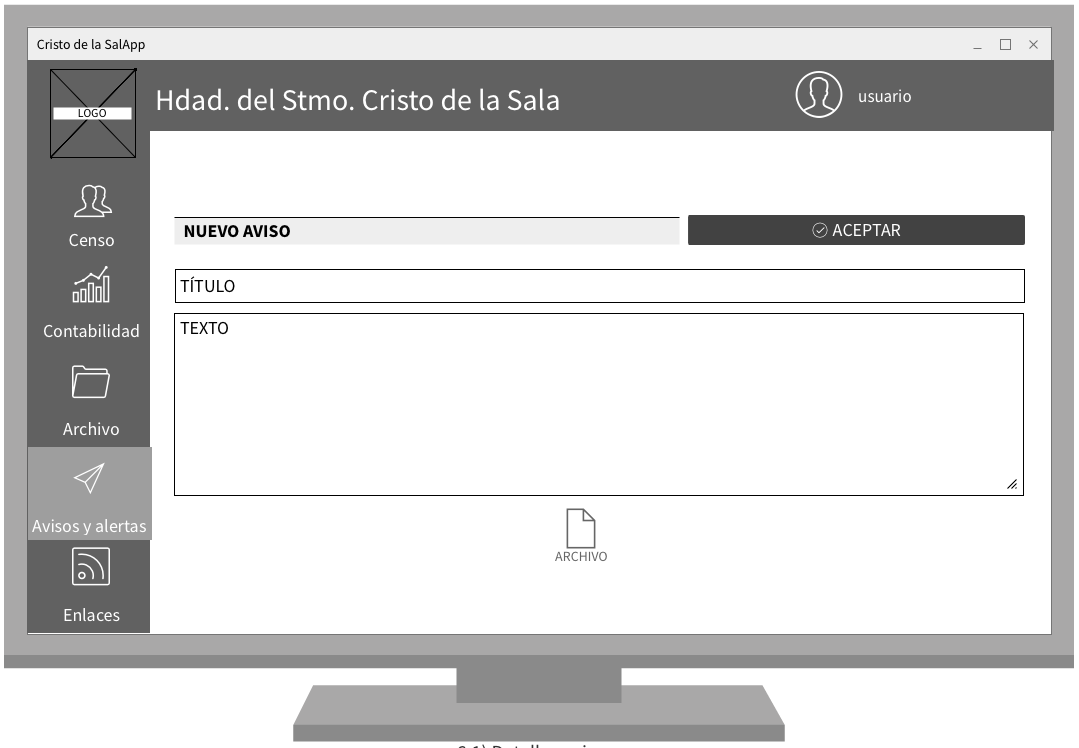 Cristo de la SalApp
LOGO
Hdad. del Stmo. Cristo de la Sala
usuario
Censo
Contabilidad
Archivo
Avisos y alertas
Enlaces
NUEVO AVISO
ACEPTAR
TÍTULO
TEXTO
ARCHIVO